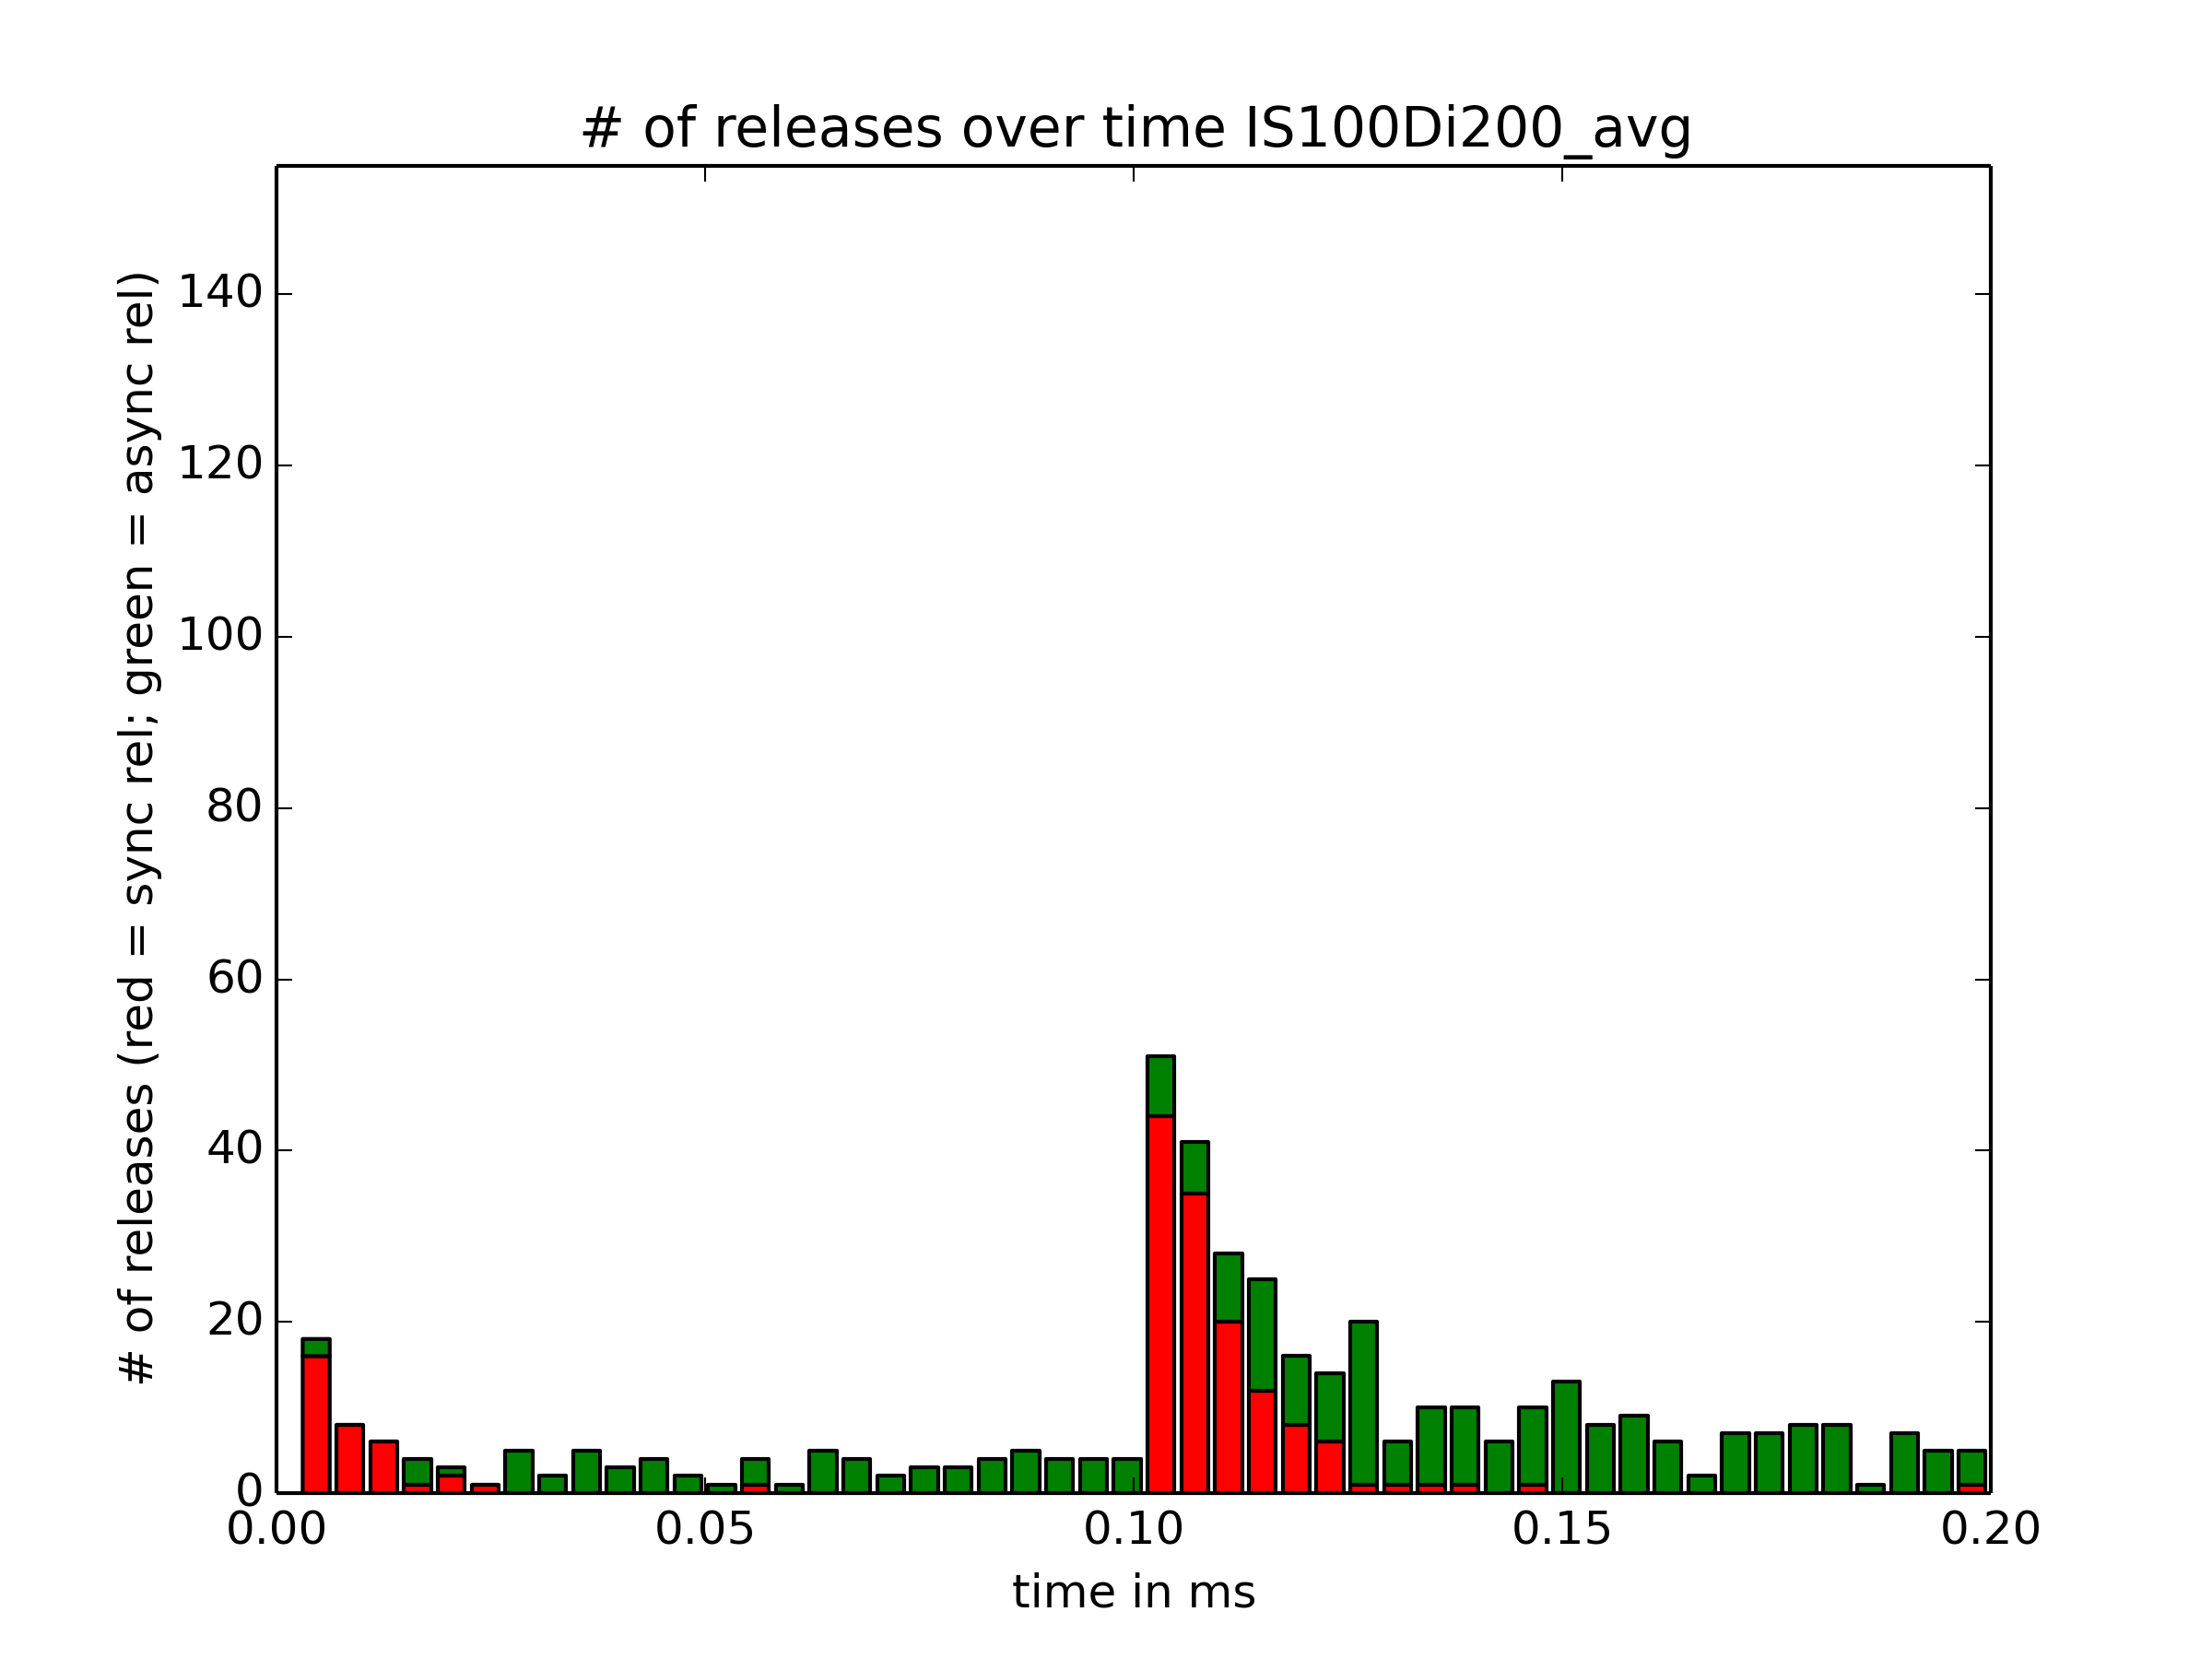 # of releases over time IS100Di200_avg
# of releases (red = sync rel; green = async rel)
140
120
100
80
60
40
20
0
0.00 0.05 0.10 0.15 0.20
time in ms